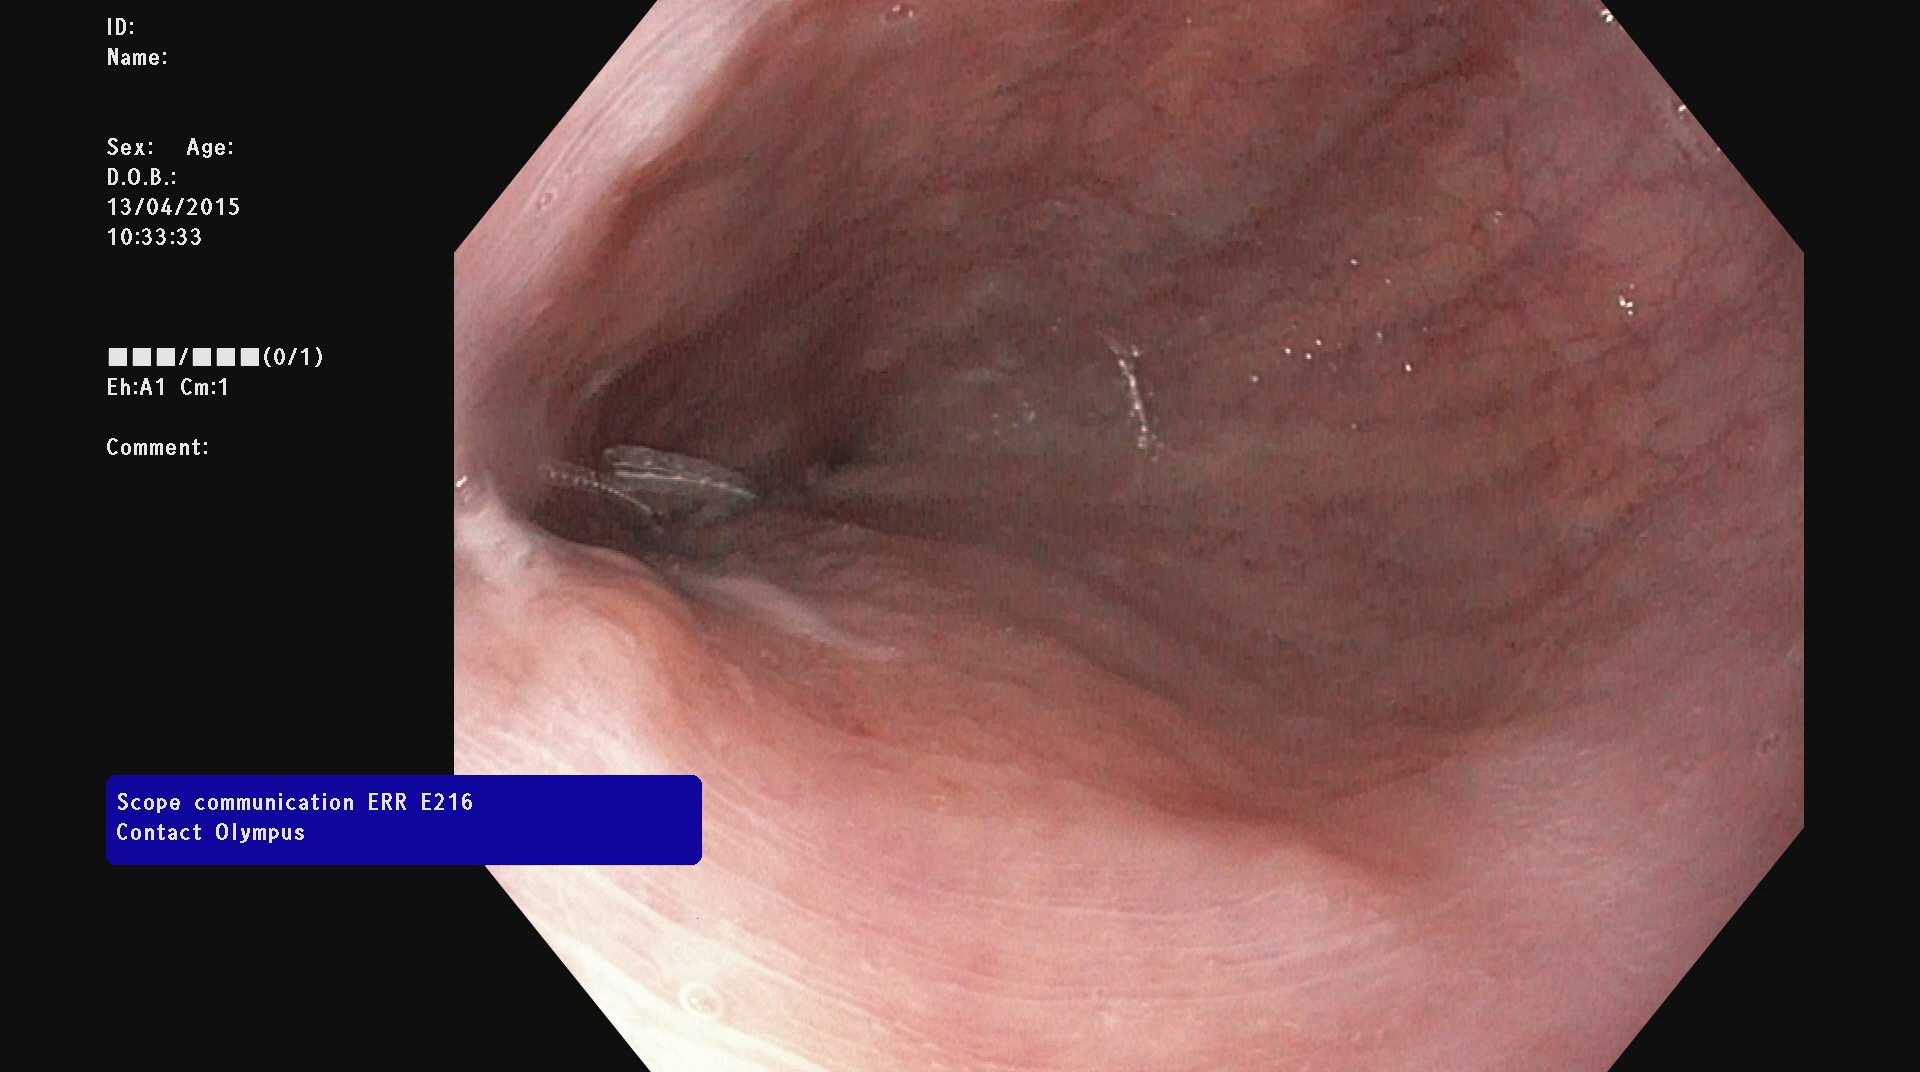 ID:
Name:
Sex: Age:
D.O.B.:
13/04/2015
10:33:33
■■■/■■■(0/1)
Eh:A1 Cm:1
Comment:
Scope communication ERR E216
Contact Olympus